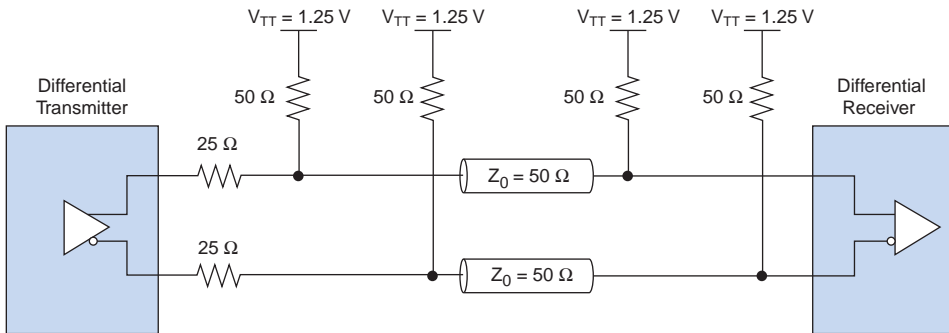 V_TT = 1.25 V V_TT = 1.25 V V_TT = 1.25 V V_TT = 1.25 V
Differential
Transmitter
Differential
Receiver
50 Ω 50 Ω 50 Ω 50 Ω
25 Ω
Z_0 = 50 Ω
25 Ω
Z_0 = 50 Ω